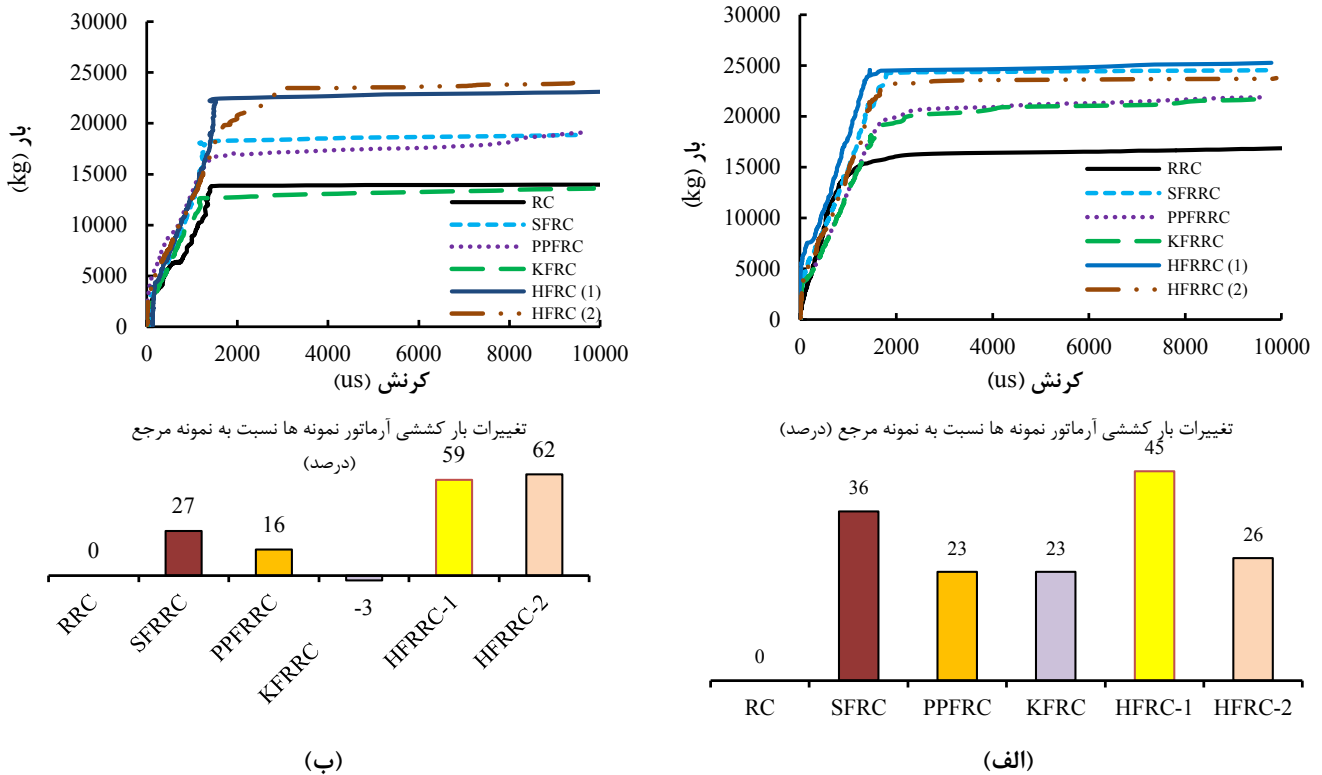 30000
25000
20000
15000
10000
5000
0
بار (kg)
0 2000 4000 6000 8000 10000
کرنش (us)
RC
SFRC
PPFRC
KFRC
HFRC (1)
HFRC (2)
30000
25000
20000
15000
10000
5000
0
بار (kg)
0 2000 4000 6000 8000 10000
کرنش (us)
RRC
SFRRC
PPFRRC
KFRRC
HFRRC (1)
HFRRC (2)
تغییرات بار کششی آرماتور نمونه ها نسبت به نمونه مرجع
(درصد)
0 27 16 -3 59 62
RRC SFRRC PPFRRC KFRRC HFRRC-1 HFRRC-2
(ب)
تغییرات بار کششی آرماتور نمونه ها نسبت به نمونه مرجع (درصد)
0 36 23 23 45 26
RC SFRC PPFRC KFRC HFRC-1 HFRC-2
(الف)